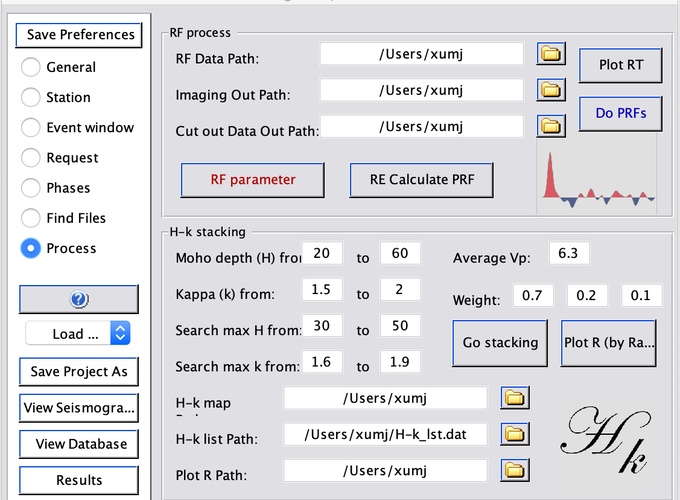 Save Preferences
General
Station
Event window
Request
Phases
Find Files
Process
Load ...
Save Project As
View Seismogra...
View Database
Results
RF process
RF Data Path: /Users/xumj
Imaging Out Path: /Users/xumj
Cut out Data Out Path: /Users/xumj
Plot RT
Do PRFs
RF parameter
RE Calculate PRF
H-k stacking
Moho depth (H) from 20 to 60
Kappa (k) from: 1.5 to 2
Search max H from: 30 to 50
Search max k from: 1.6 to 1.9
Average Vp: 6.3
Weight: 0.7 0.2 0.1
Go stacking
Plot R (by Ra...
H-k map /Users/xumj
H-k list Path: /Users/xumj/H-k_lst.dat
Plot R Path: /Users/xumj
Hk